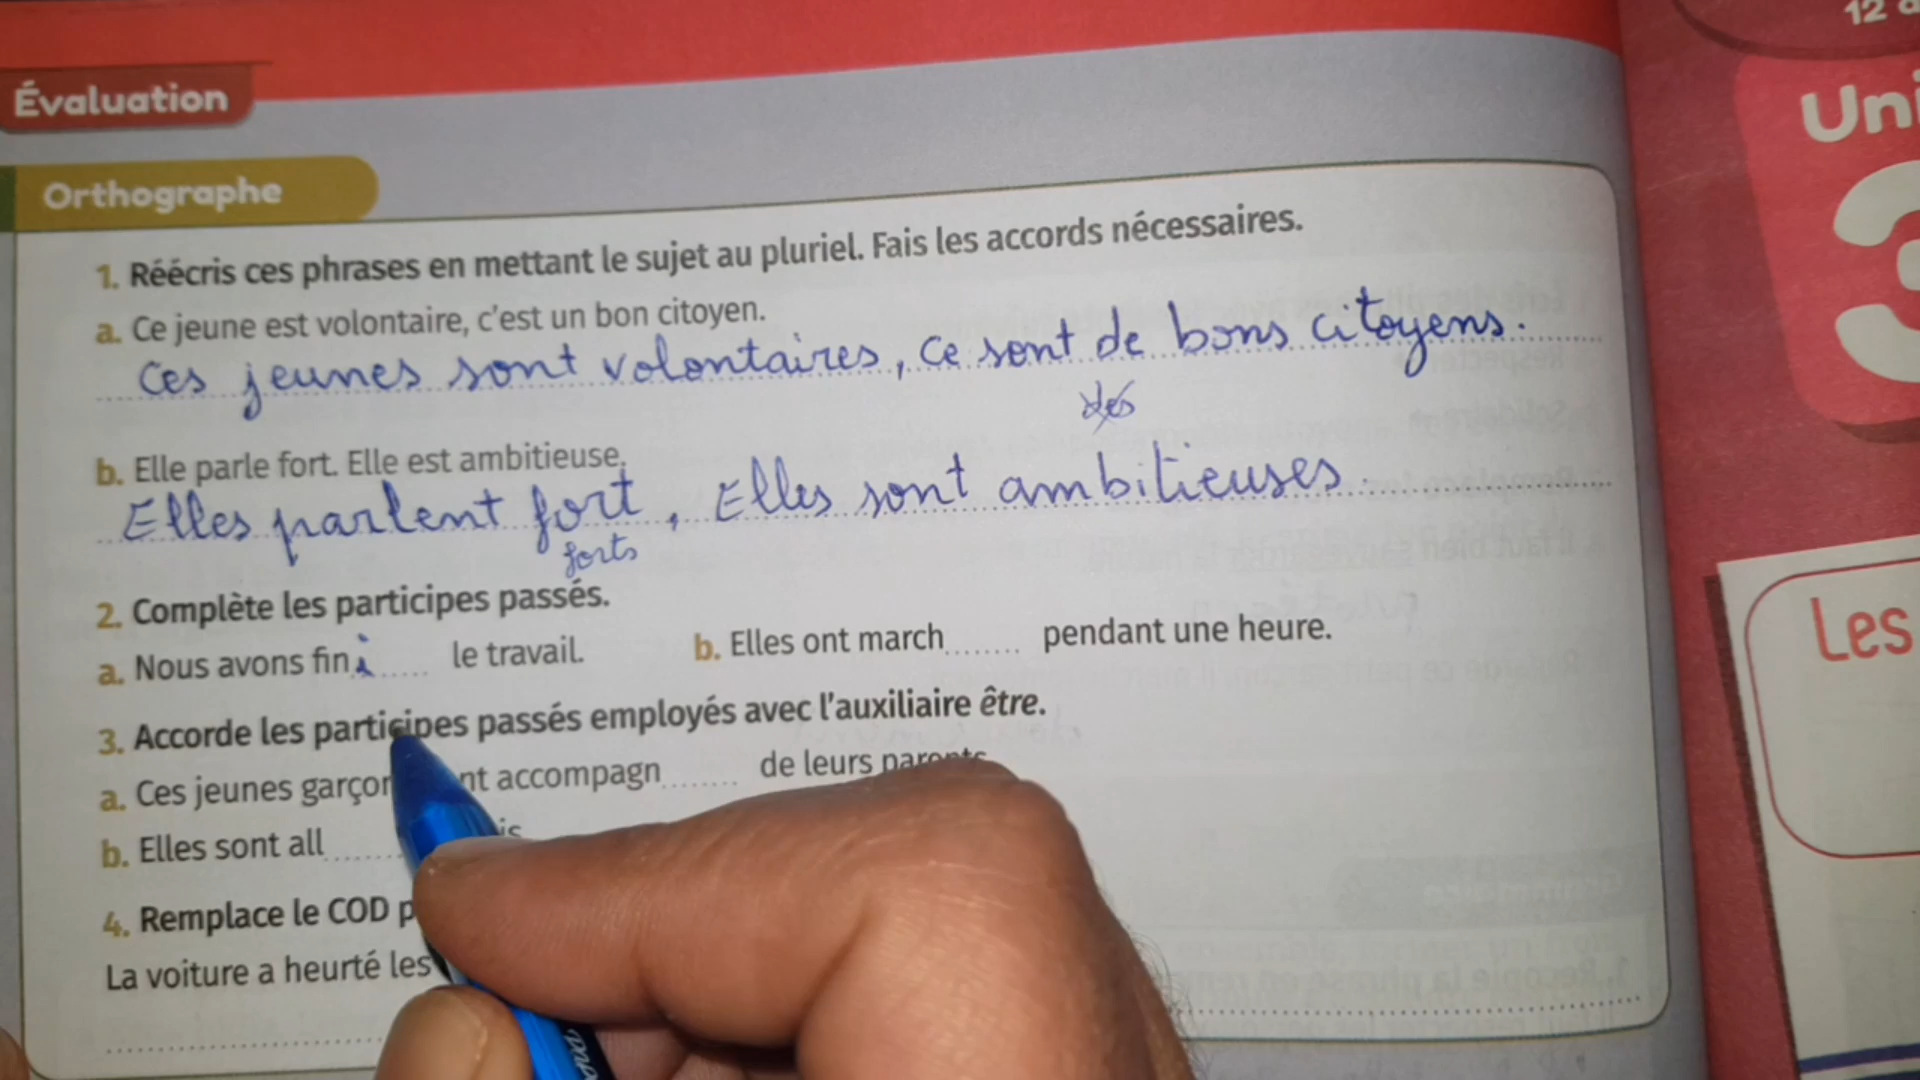 12 a
Évaluation
Uni
3
Orthographe
1. Réécris ces phrases en mettant le sujet au pluriel. Fais les accords nécessaires.
a. Ce jeune est volontaire, c'est un bon citoyen.
Ces jeunes sont volontaires, ce sont de bons citoyens.
des
b. Elle parle fort. Elle est ambitieuse.
Elles parlent fort, Elles sont ambitieuses.
forts
2. Complète les participes passés.
a. Nous avons fini..... le travail. b. Elles ont march........ pendant une heure.
3. Accorde les participes passés employés avec l'auxiliaire être.
a. Ces jeunes garçon nt accompagn........ de leurs parents
b. Elles sont all........ is
4. Remplace le COD p
La voiture a heurté les
Les